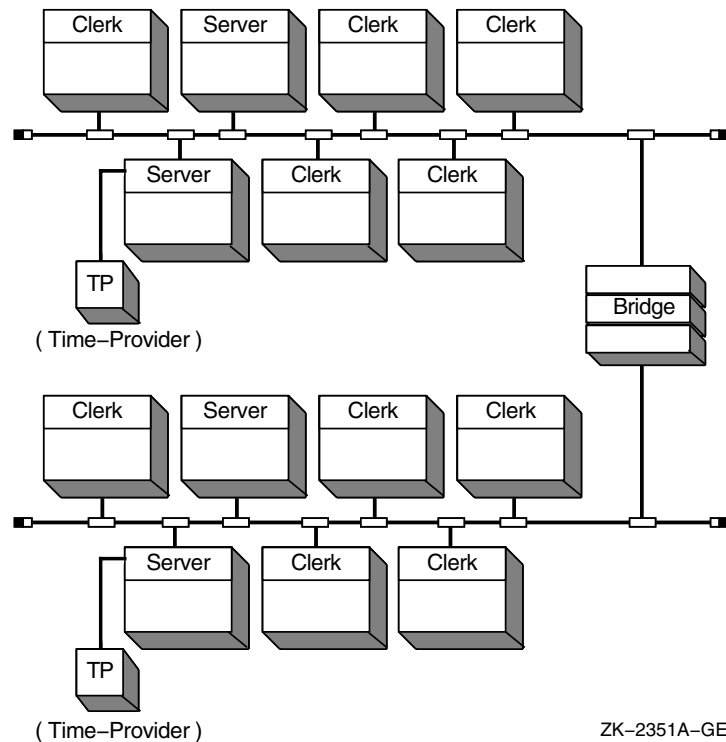 Clerk
Server
Clerk
Clerk
Server
Clerk
Clerk
TP
( Time−Provider )
Bridge
Clerk
Server
Clerk
Clerk
Server
Clerk
Clerk
TP
( Time−Provider )
ZK−2351A−GE